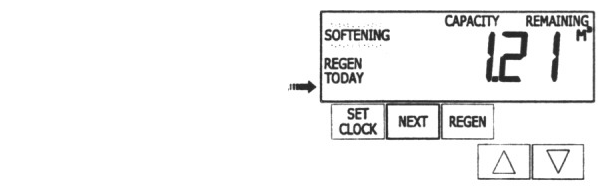 CAPACITY REMAINING
SOFTENING
1.21 M³
REGEN
TODAY
SET
CLOCK
NEXT
REGEN